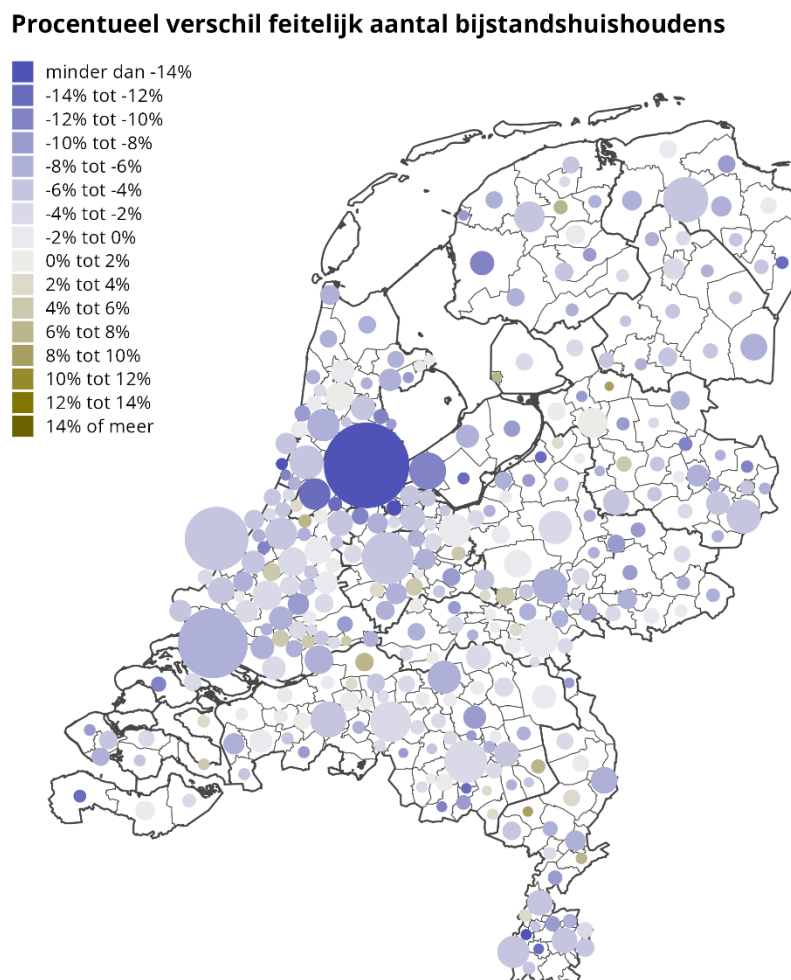 Procentueel verschil feitelijk aantal bijstandshuishoudens
minder dan -14%
-14% tot -12%
-12% tot -10%
-10% tot -8%
-8% tot -6%
-6% tot -4%
-4% tot -2%
-2% tot 0%
0% tot 2%
2% tot 4%
4% tot 6%
6% tot 8%
8% tot 10%
10% tot 12%
12% tot 14%
14% of meer